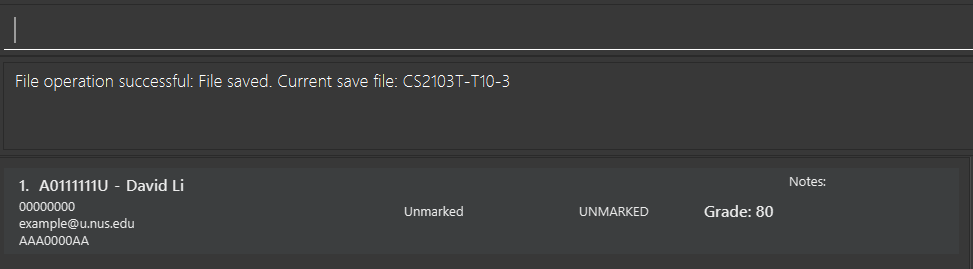 File operation successful: File saved. Current save file: CS2103T-T10-3
1. A0111111U - David Li
00000000
example@u.nus.edu
AAA0000AA
Unmarked
UNMARKED
Grade: 80
Notes: